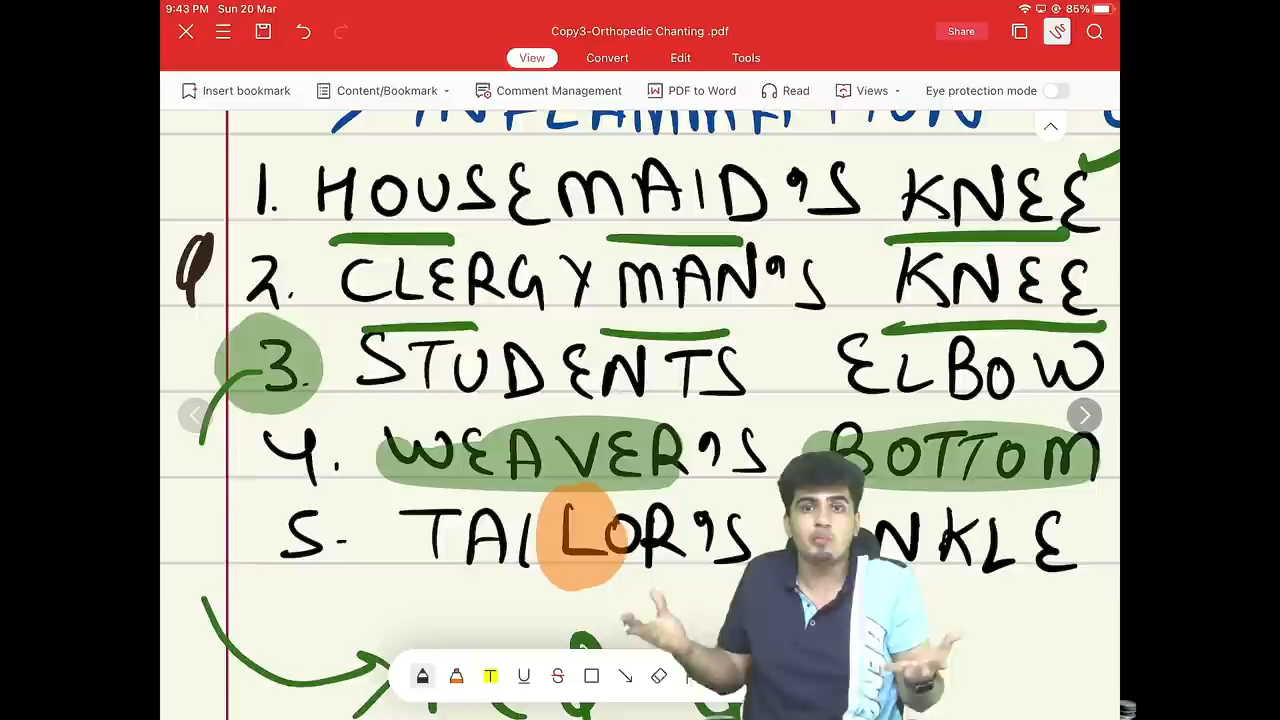 9:43 PM Sun 20 Mar 85%
Copy3-Orthopedic Chanting .pdf
Share
View Convert Edit Tools
Insert bookmark Content/Bookmark Comment Management PDF to Word Read Views Eye protection mode
INFLAMMATION
1. HOUSEMAID'S KNEE
2. CLERGYMAN'S KNEE
3. STUDENTS ELBOW
4. WEAVER'S BOTTOM
5- TAILOR'S NKLE
T U S